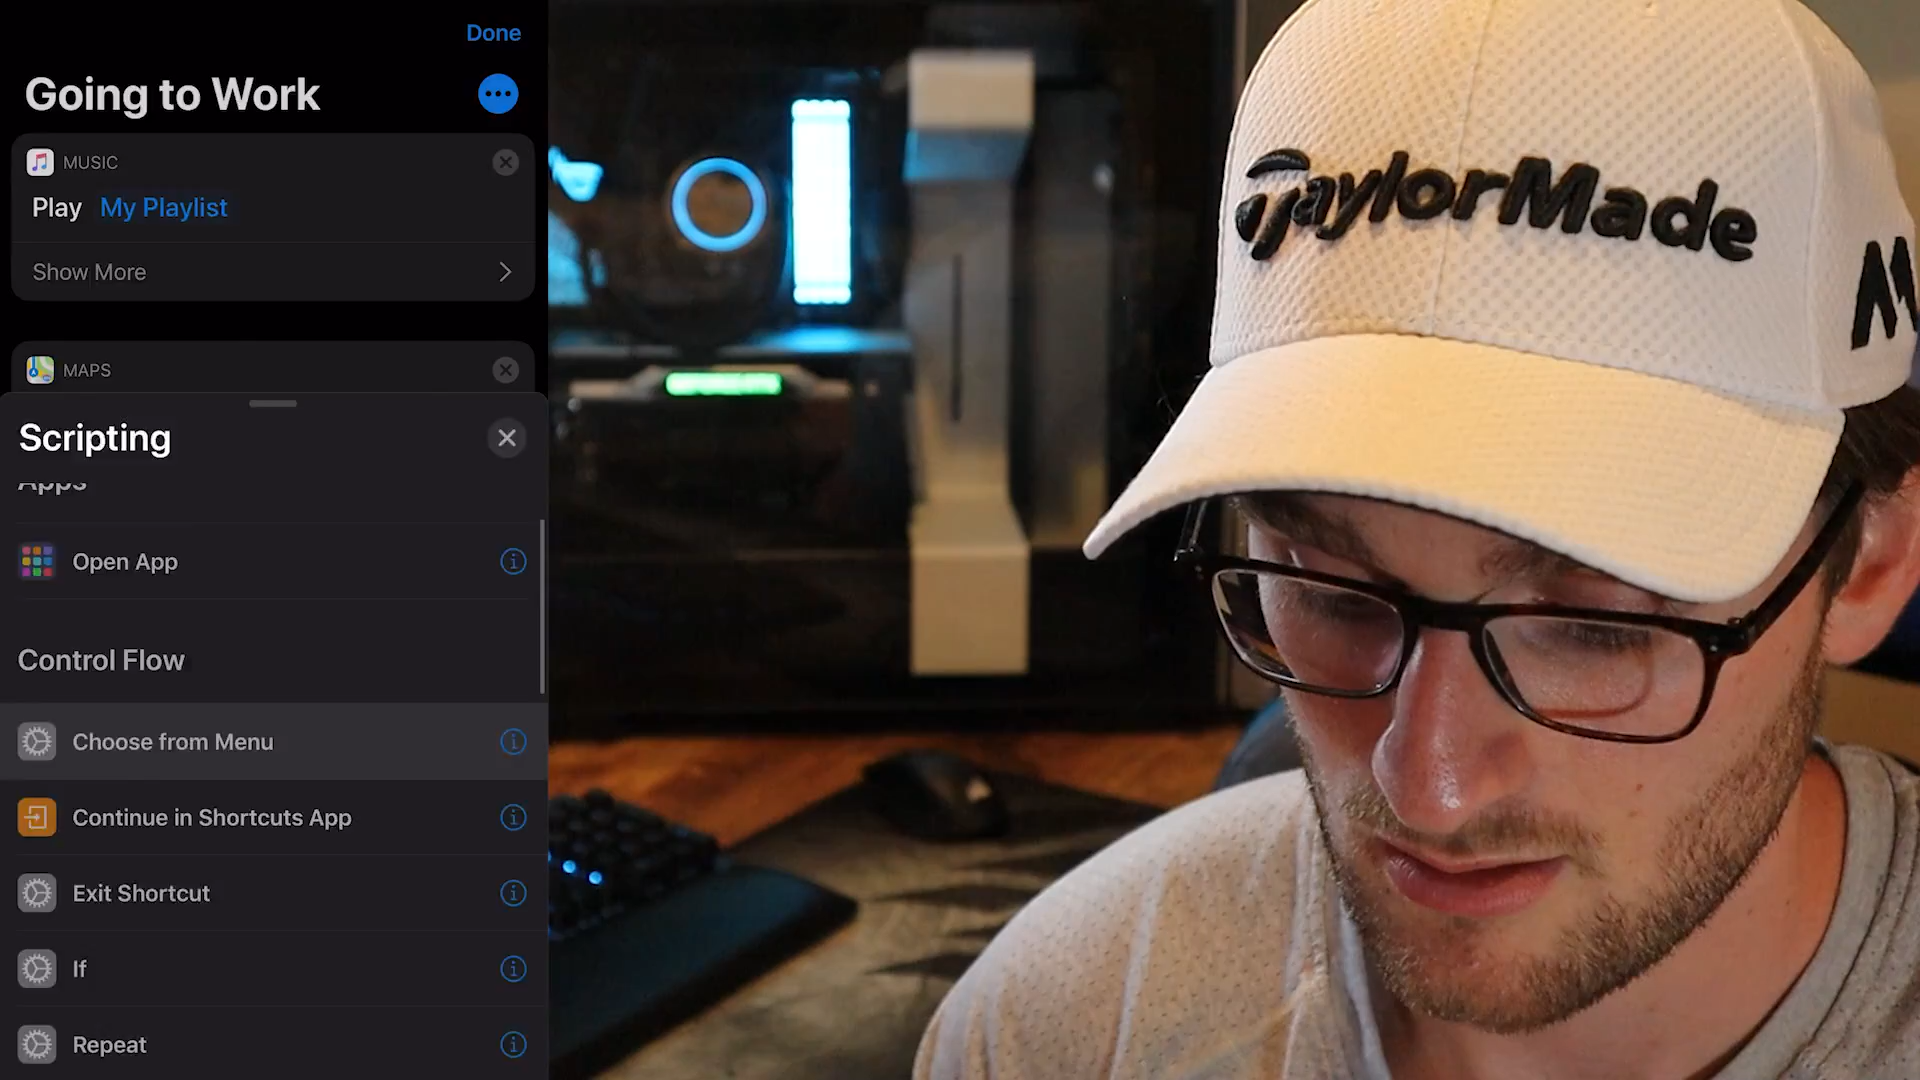 Done
Going to Work
MUSIC
Play My Playlist
Show More
MAPS
Scripting
Apps
Open App
Control Flow
Choose from Menu
Continue in Shortcuts App
Exit Shortcut
If
Repeat
TaylorMade